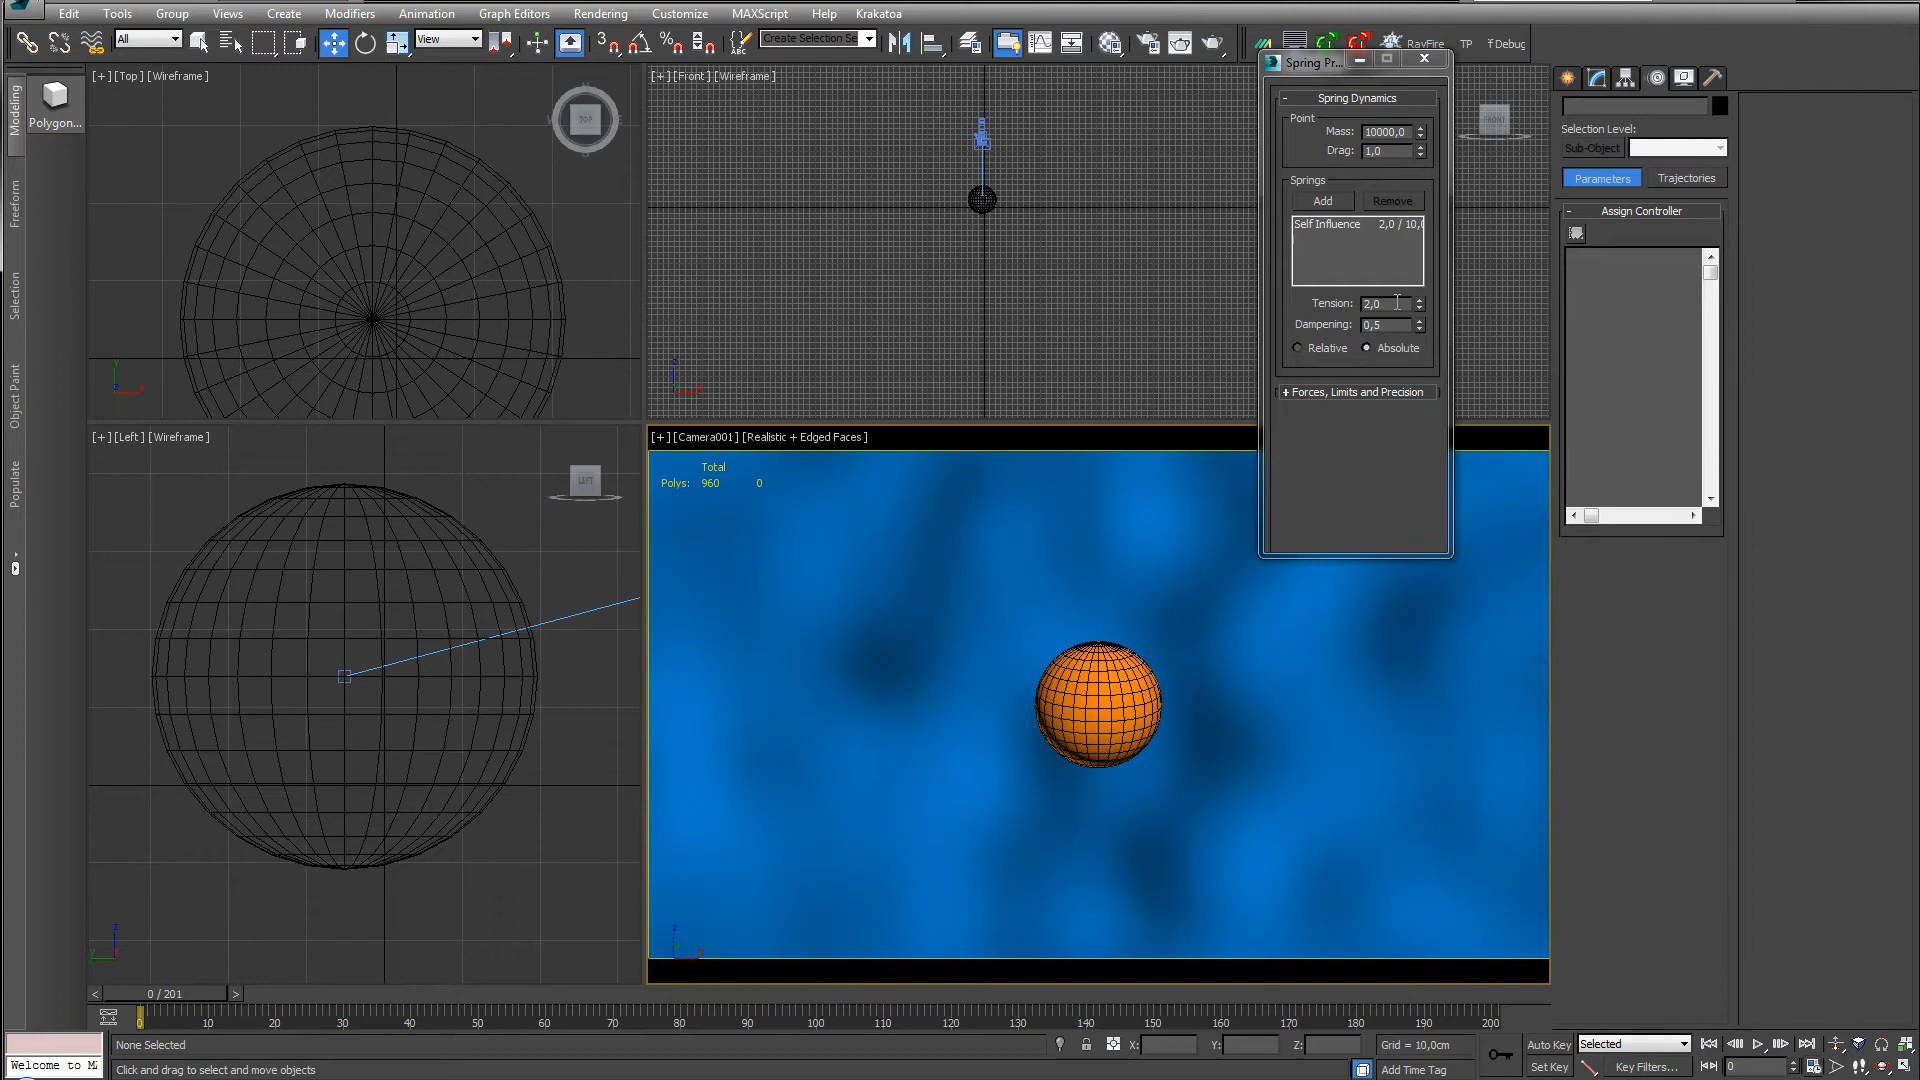 Edit Tools Group Views Create Modifiers Animation Graph Editors Rendering Customize MAXScript Help Krakatoa
All View Create Selection Se RayFire TP Debug
Modeling
Polygon...
Freeform
Selection
Object Paint
Populate
[+] [Top] [Wireframe]
TOP
[+] [Front] [Wireframe]
FRONT
[+] [Left] [Wireframe]
LEFT
[+] [Camera001] [Realistic + Edged Faces]
Total
Polys: 960 0
Spring Pr...
Spring Dynamics
Point
Mass: 10000,0
Drag: 1,0
Springs
Add Remove
Self Influence 2,0 / 10,
Tension: 2,0
Dampening: 0,5
Relative Absolute
+ Forces, Limits and Precision
Selection Level:
Sub-Object
Parameters Trajectories
- Assign Controller
< 0 / 201 >
0 10 20 30 40 50 60 70 80 90 100 110 120 130 140 150 160 170 180 190 200
None Selected X: Y: Z: Grid = 10,0cm Auto Key Selected
Welcome to MA Click and drag to select and move objects Add Time Tag Set Key Key Filters... 0